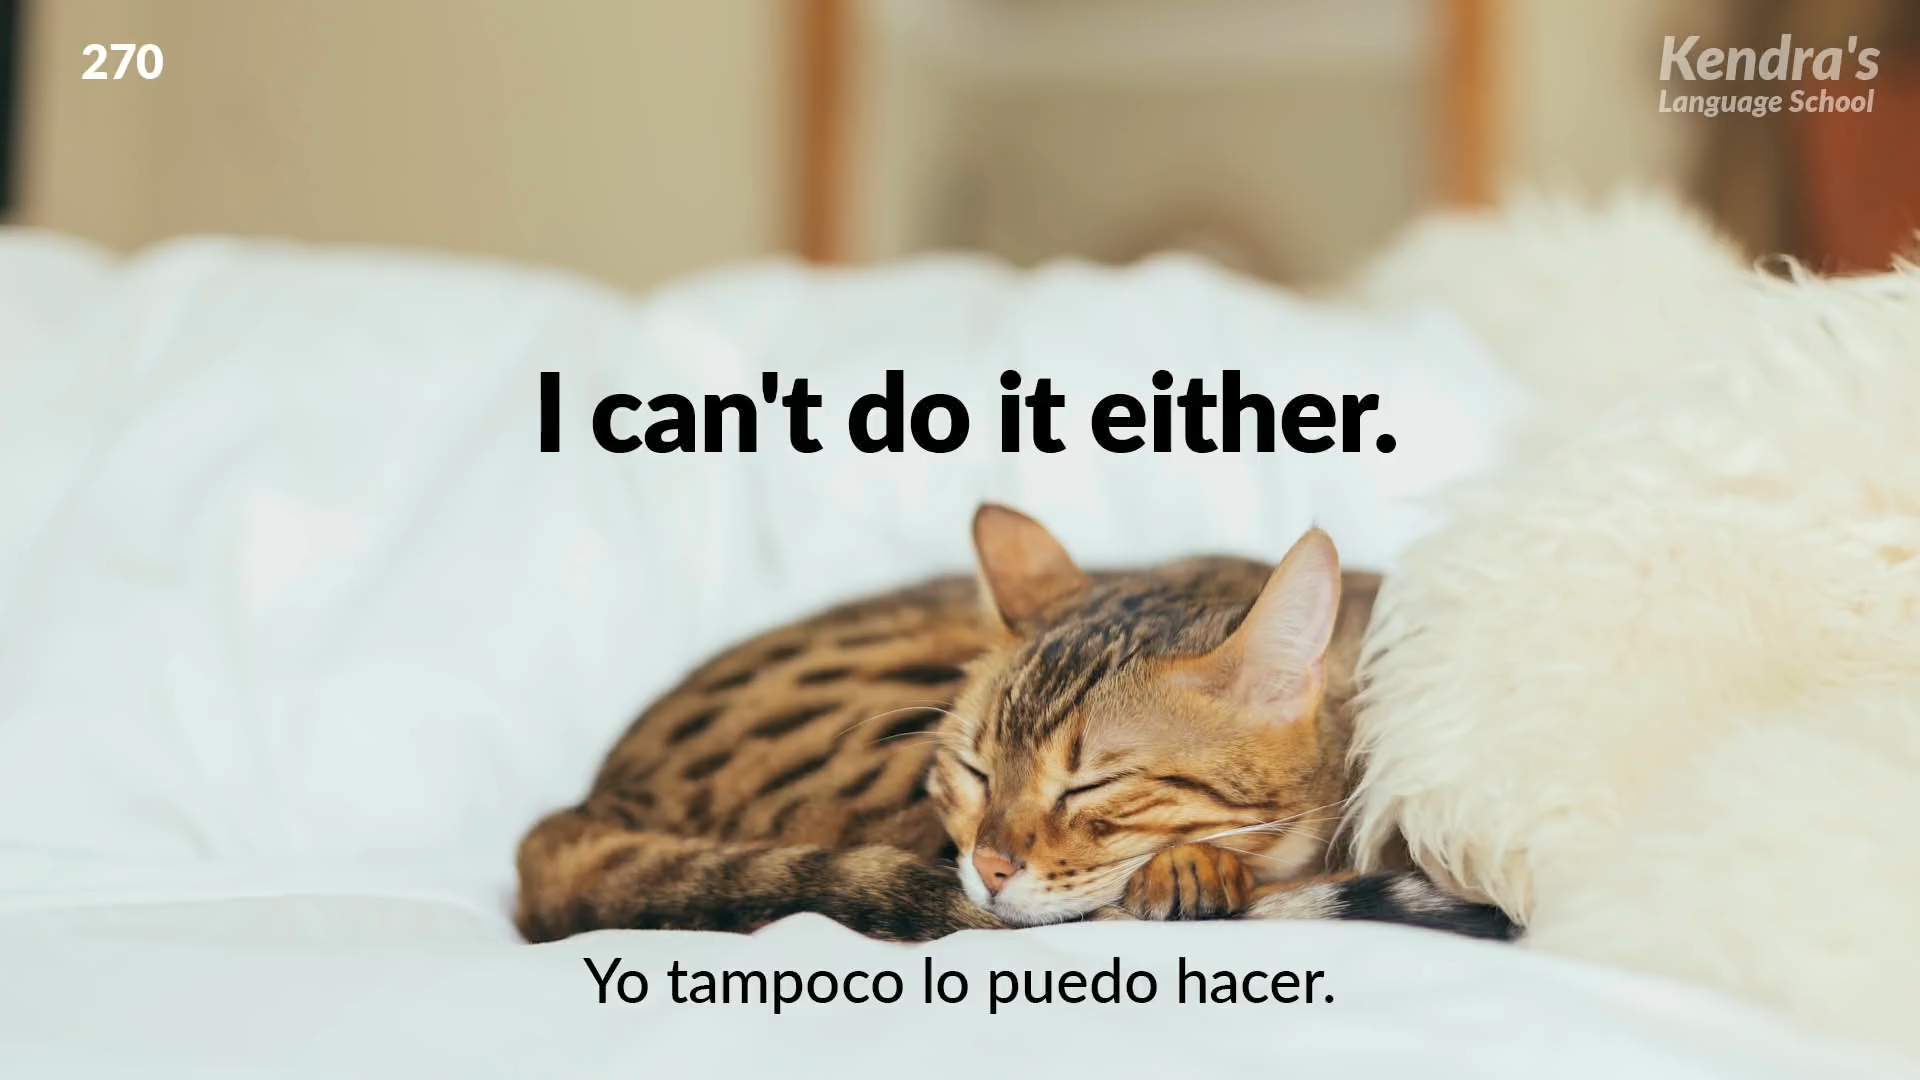 270
Kendra's
Language School
I can't do it either.
Yo tampoco lo puedo hacer.